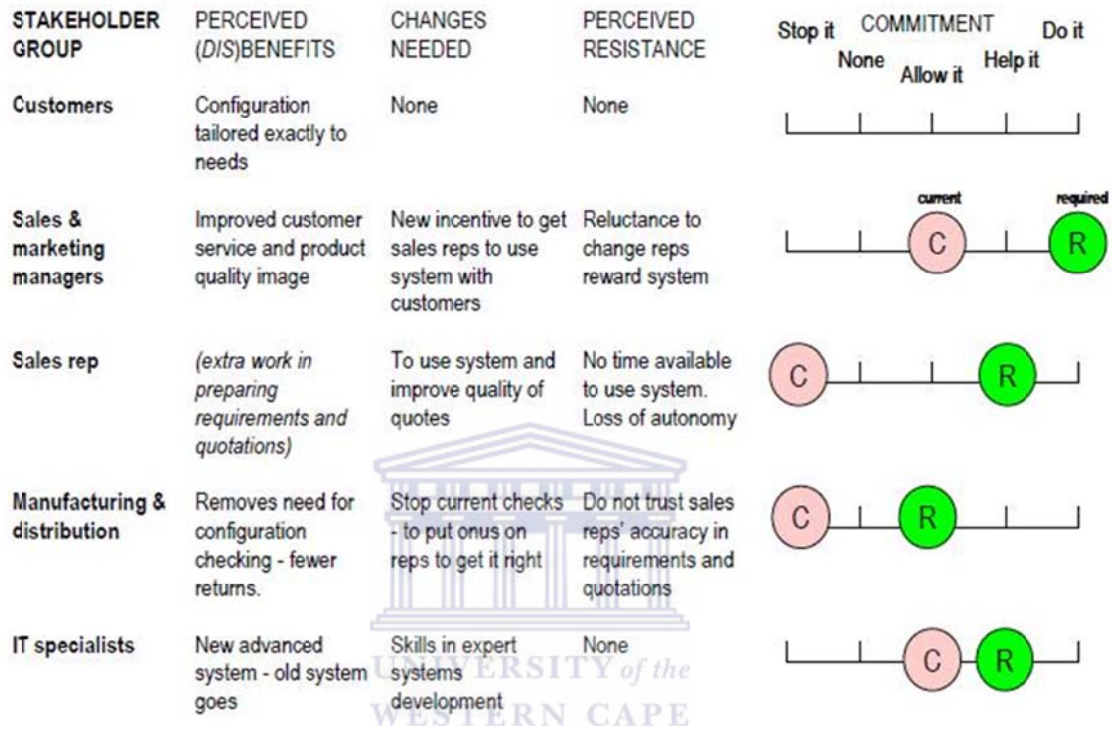 STAKEHOLDER GROUP
PERCEIVED (DIS)BENEFITS
CHANGES NEEDED
PERCEIVED RESISTANCE
COMMITMENT
Stop it
None
Allow it
Help it
Do it
Customers
Configuration
tailored exactly to
needs
None
None
Sales &
marketing
managers
Improved customer
service and product
quality image
New incentive to get
sales reps to use
system with
customers
Reluctance to
change reps
reward system
current
required
C
R
Sales rep
(extra work in
preparing
requirements and
quotations)
To use system and
improve quality of
quotes
No time available
to use system.
Loss of autonomy
C
R
Manufacturing &
distribution
Removes need for
configuration
checking - fewer
returns.
Stop current checks
- to put onus on
reps to get it right
Do not trust sales
reps' accuracy in
requirements and
quotations
C
R
IT specialists
New advanced
system - old system
goes
Skills in expert
systems
development
None
C
R
UNIVERSITY of the
WESTERN CAPE